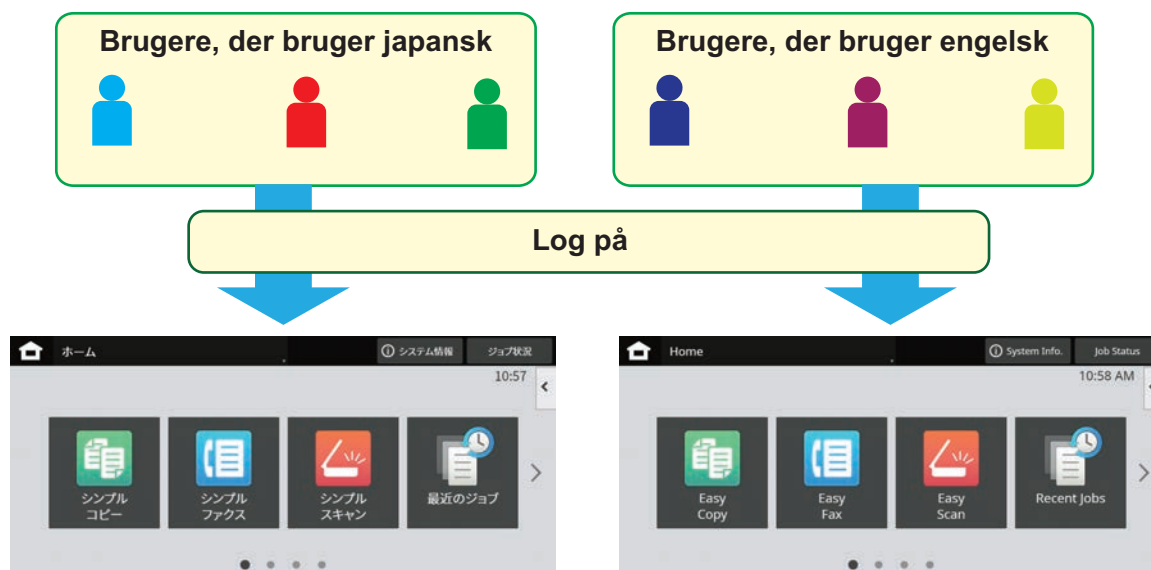 Brugere, der bruger japansk
Brugere, der bruger engelsk
Log på
ホーム
システム情報
ジョブ状況
10:57
シンプル
コピー
シンプル
ファクス
シンプル
スキャン
最近のジョブ
Home
System Info.
Job Status
10:58 AM
Easy
Copy
Easy
Fax
Easy
Scan
Recent Jobs